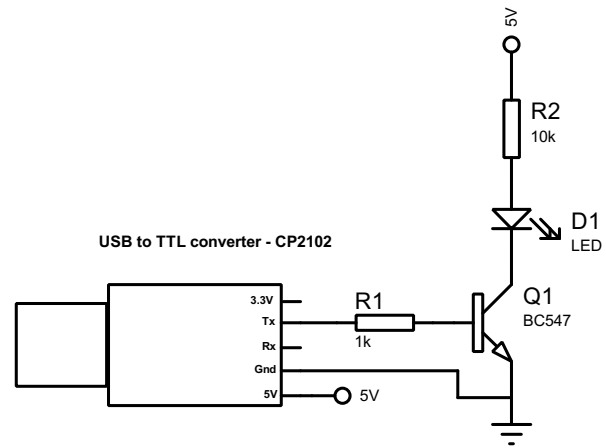 5V
R2
10k
D1
LED
USB to TTL converter - CP2102
3.3V
Tx
Rx
Gnd
5V
5V
R1
1k
Q1
BC547